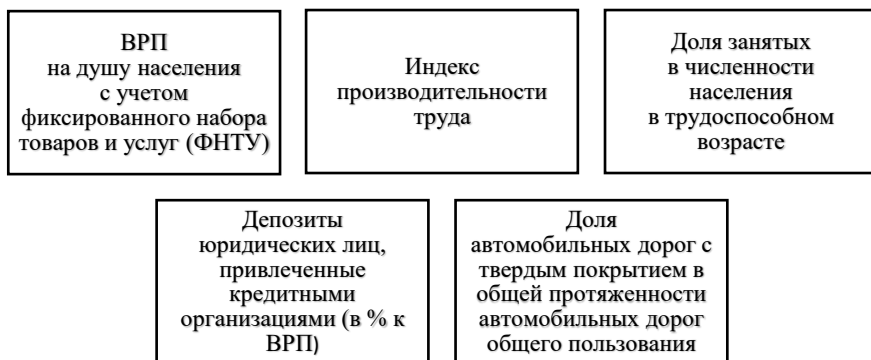 ВРП
на душу населения
с учетом
фиксированного набора
товаров и услуг (ФНТУ)
Индекс
производительности
труда
Доля занятых
в численности
населения
в трудоспособном
возрасте
Депозиты
юридических лиц,
привлеченные
кредитными
организациями (в % к
ВРП)
Доля
автомобильных дорог с
твердым покрытием в
общей протяженности
автомобильных дорог
общего пользования